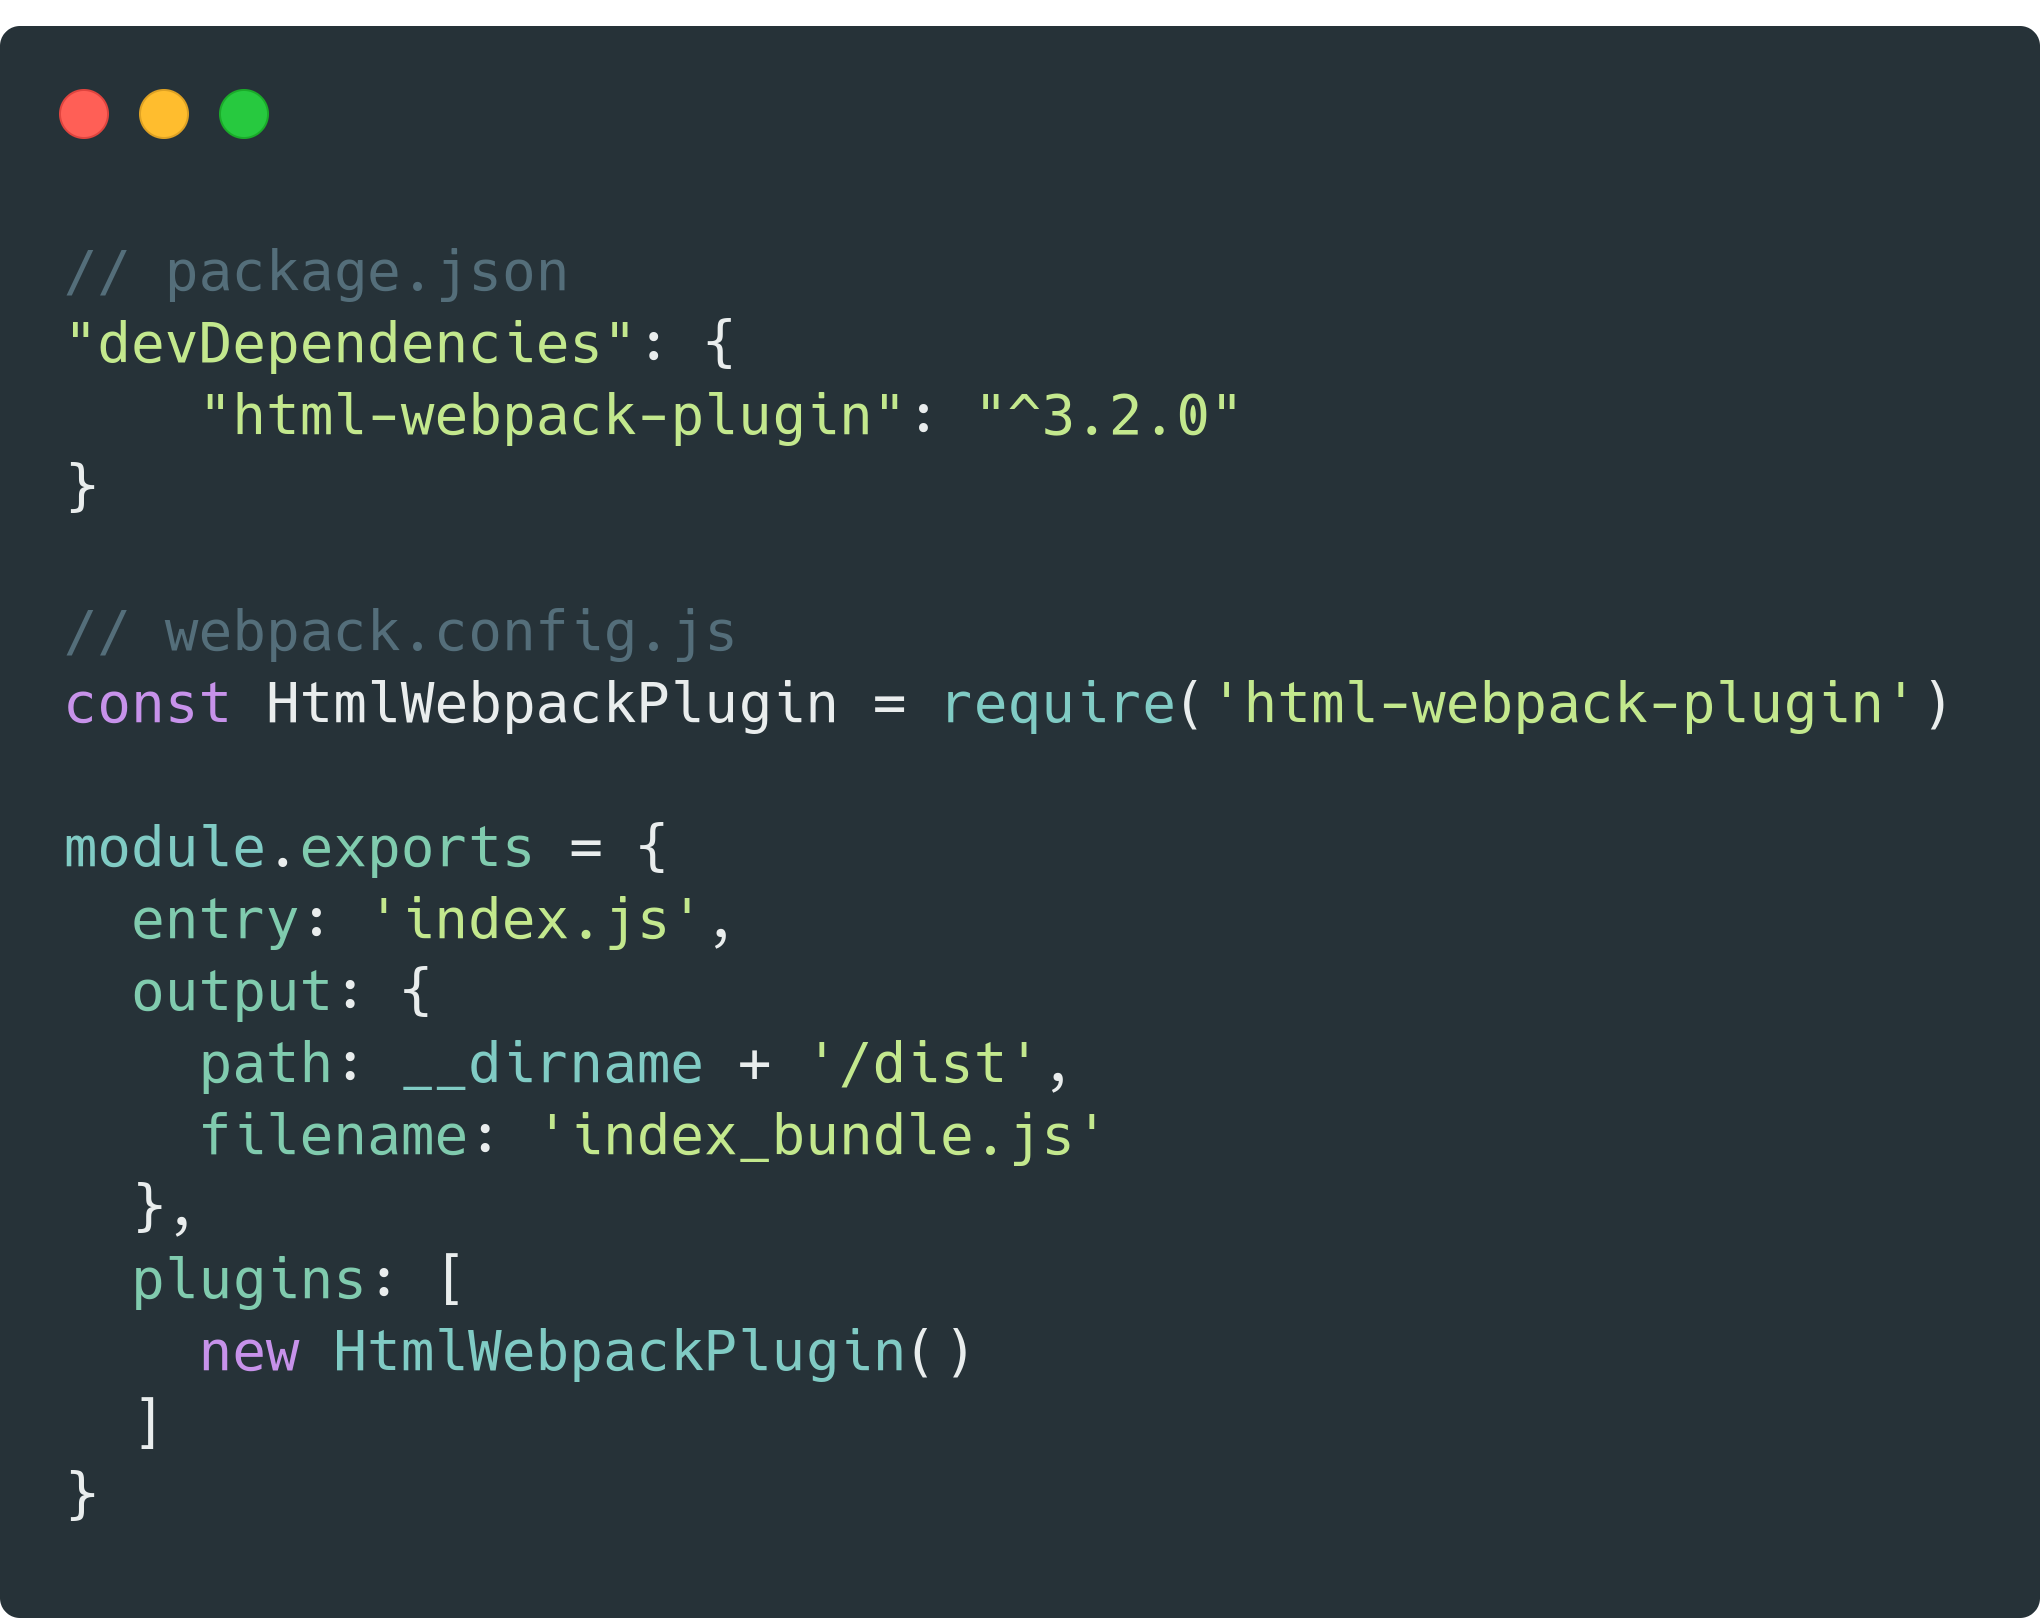 // package.json
"devDependencies": {
    "html-webpack-plugin": "^3.2.0"
}

// webpack.config.js
const HtmlWebpackPlugin = require('html-webpack-plugin')

module.exports = {
  entry: 'index.js',
  output: {
    path: __dirname + '/dist',
    filename: 'index_bundle.js'
  },
  plugins: [
    new HtmlWebpackPlugin()
  ]
}